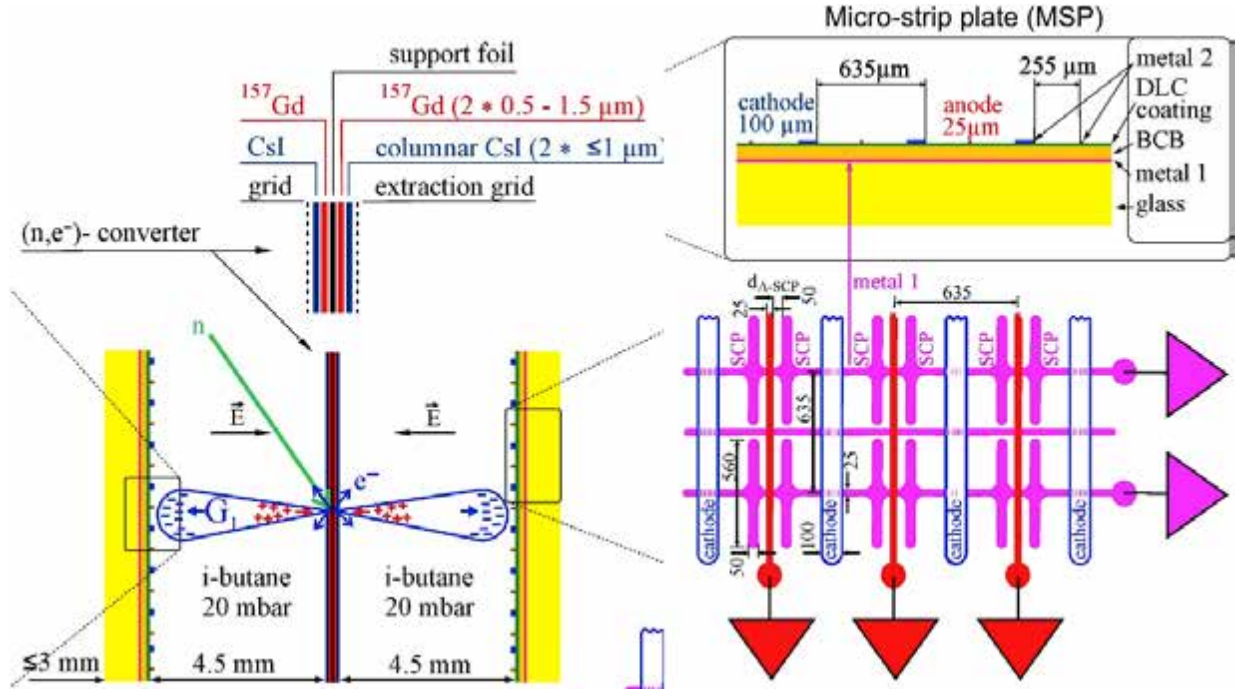 Micro-strip plate (MSP)
support foil
157Gd
157Gd (2 * 0.5 - 1.5 µm)
CsI
columnar CsI (2 * ≤1 µm)
grid
extraction grid
(n,e⁻)- converter
635µm
255 µm
cathode
100 µm
anode
25µm
metal 2
DLC
coating
BCB
metal 1
glass
metal 1
dA-SCP
25
50
635
SCP
SCP
SCP
SCP
SCP
SCP
635
560
25
50
100
cathode
cathode
cathode
cathode
n
E
E
e⁻
G
i-butane
20 mbar
i-butane
20 mbar
≤3 mm
4.5 mm
4.5 mm